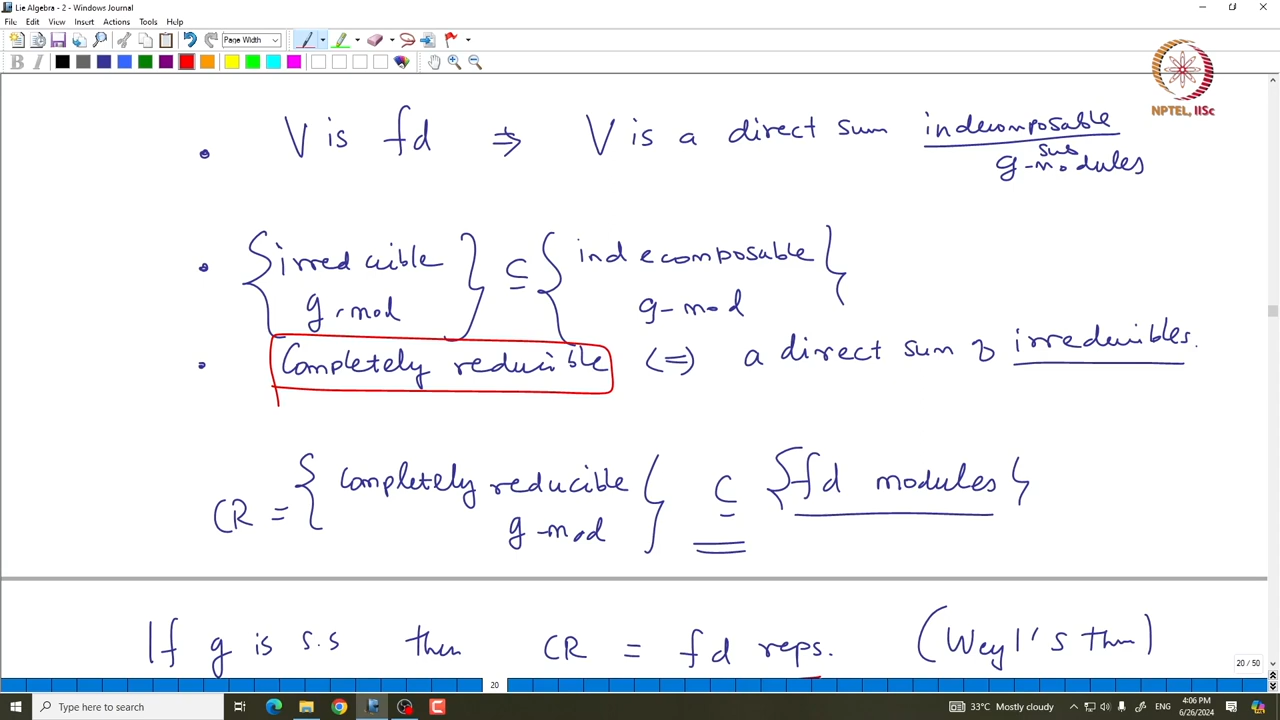 Lie Algebra - 2 - Windows Journal
File Edit View Insert Actions Tools Help
Page Width
NPTEL, IISc
• V is fd ⇒ V is a direct sum indecomposable
sub
g-modules
• {irreducible g-mod} ⊆ {indecomposable g-mod}
• Completely reducible (=) a direct sum of irreducibles.
CR = {completely reducible g-mod} ⊆ {fd modules}
If g is s.s then CR = fd reps. (Weyl's thm)
20 / 50
20
Type here to search
33°C Mostly cloudy
ENG
4:06 PM
6/26/2024